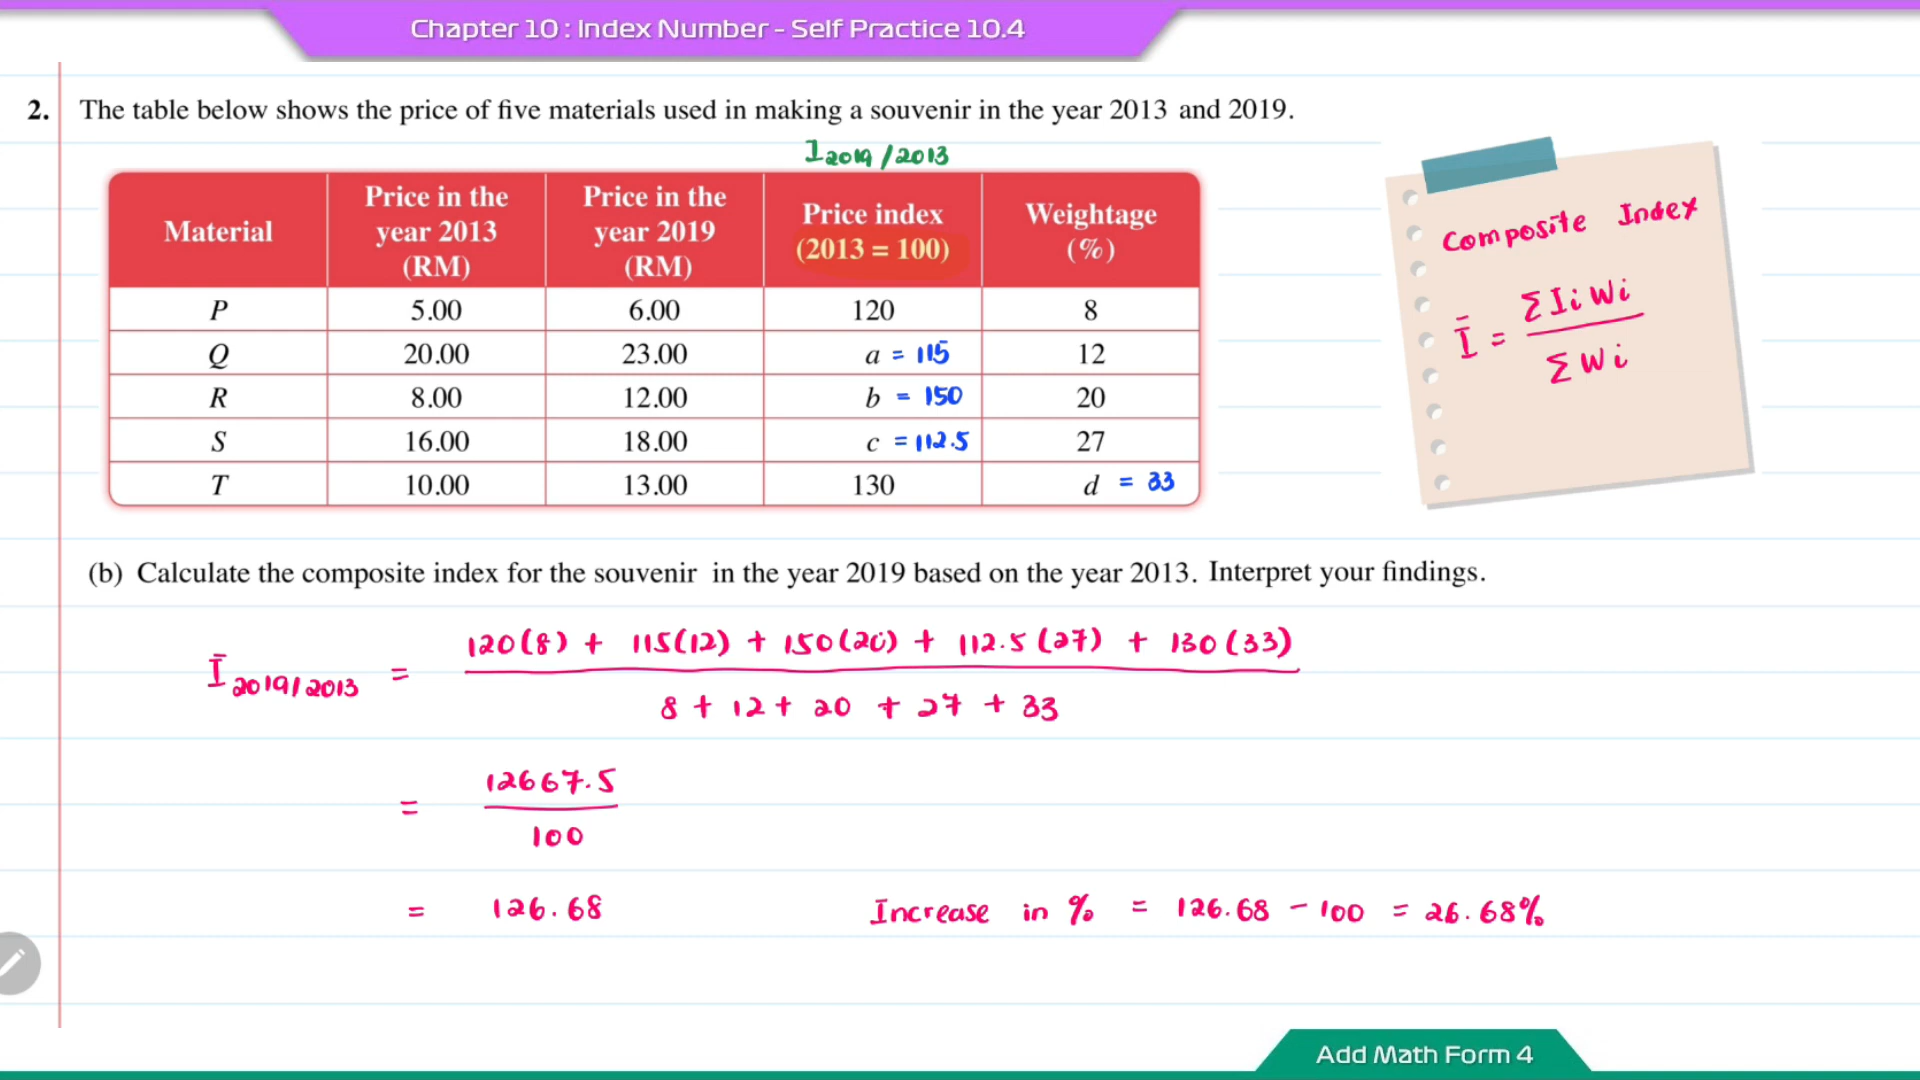 Chapter 10 : Index Number - Self Practice 10.4
2. The table below shows the price of five materials used in making a souvenir in the year 2013 and 2019.
I 2019/2013
Material Price in the year 2013 (RM) Price in the year 2019 (RM) Price index (2013 = 100) Weightage (%)
P 5.00 6.00 120 8
Q 20.00 23.00 a = 115 12
R 8.00 12.00 b = 150 20
S 16.00 18.00 c = 112.5 27
T 10.00 13.00 130 d = 33
Composite Index
Ī = ΣIiWi / ΣWi
(b) Calculate the composite index for the souvenir in the year 2019 based on the year 2013. Interpret your findings.
120(8) + 115(12) + 150(20) + 112.5(27) + 130(33)
Ī 2019/2013 =
8 + 12 + 20 + 27 + 33
12667.5
=
100
= 126.68 Increase in % = 126.68 - 100 = 26.68%
Add Math Form 4